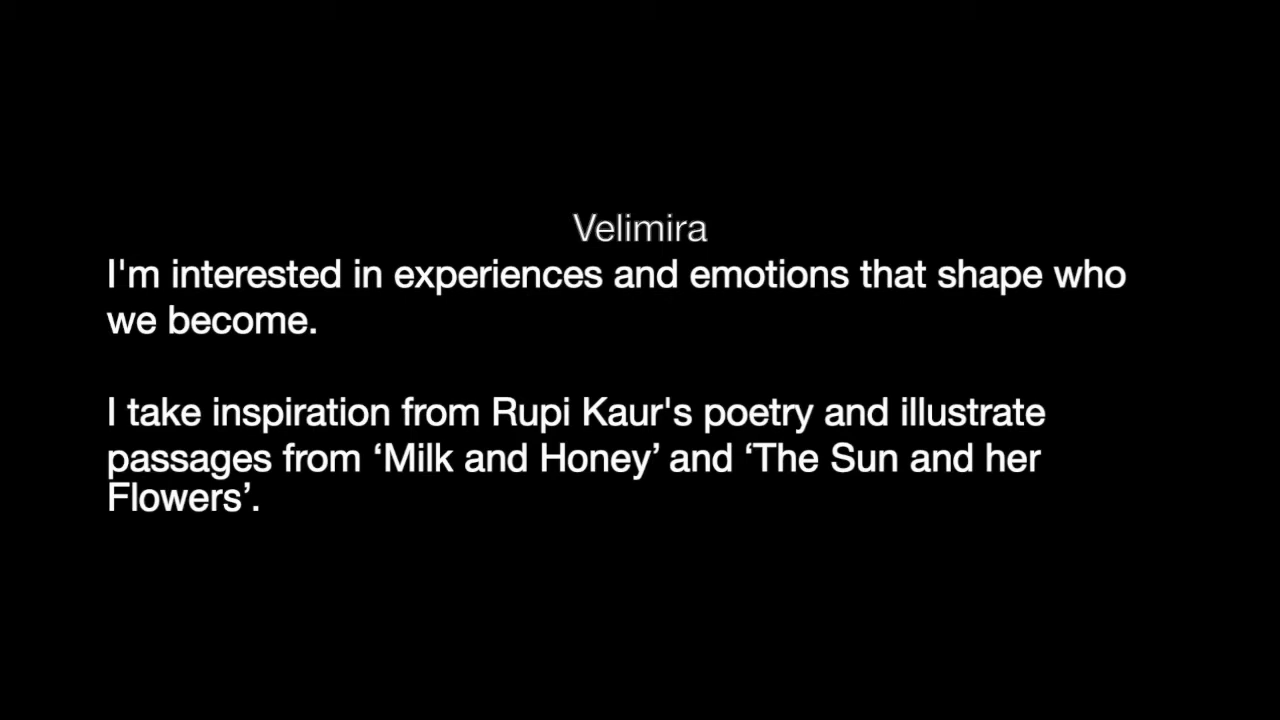 Velimira
I'm interested in experiences and emotions that shape who
we become.
I take inspiration from Rupi Kaur's poetry and illustrate
passages from ‘Milk and Honey’ and ‘The Sun and her
Flowers’.